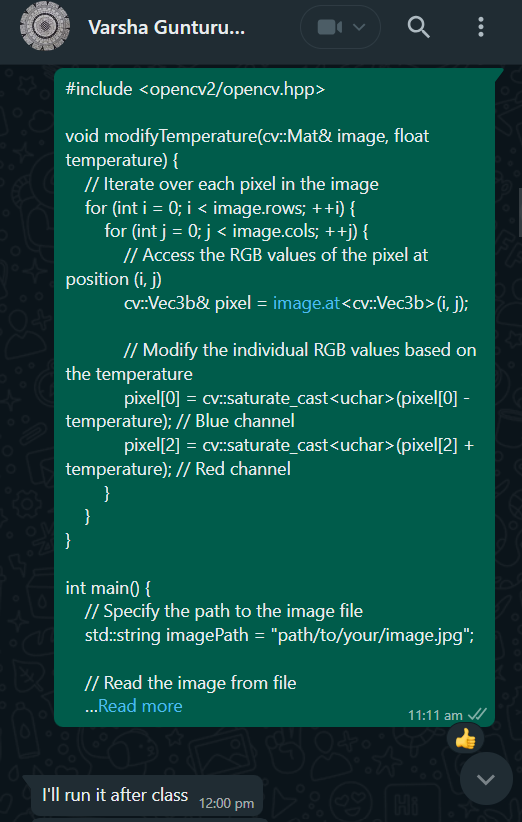 Varsha Gunturu...
#include <opencv2/opencv.hpp>
void modifyTemperature(cv::Mat& image, float
temperature) {
// Iterate over each pixel in the image
for (int i = 0; i < image.rows; ++i) {
for (int j = 0; j < image.cols; ++j) {
// Access the RGB values of the pixel at
position (i, j)
cv::Vec3b& pixel = image.at<cv::Vec3b>(i, j);
// Modify the individual RGB values based on
the temperature
pixel[0] = cv::saturate_cast<uchar>(pixel[0] -
temperature); // Blue channel
pixel[2] = cv::saturate_cast<uchar>(pixel[2] +
temperature); // Red channel
}
}
}
int main() {
// Specify the path to the image file
std::string imagePath = "path/to/your/image.jpg";
// Read the image from file
...Read more
11:11 am
I'll run it after class
12:00 pm